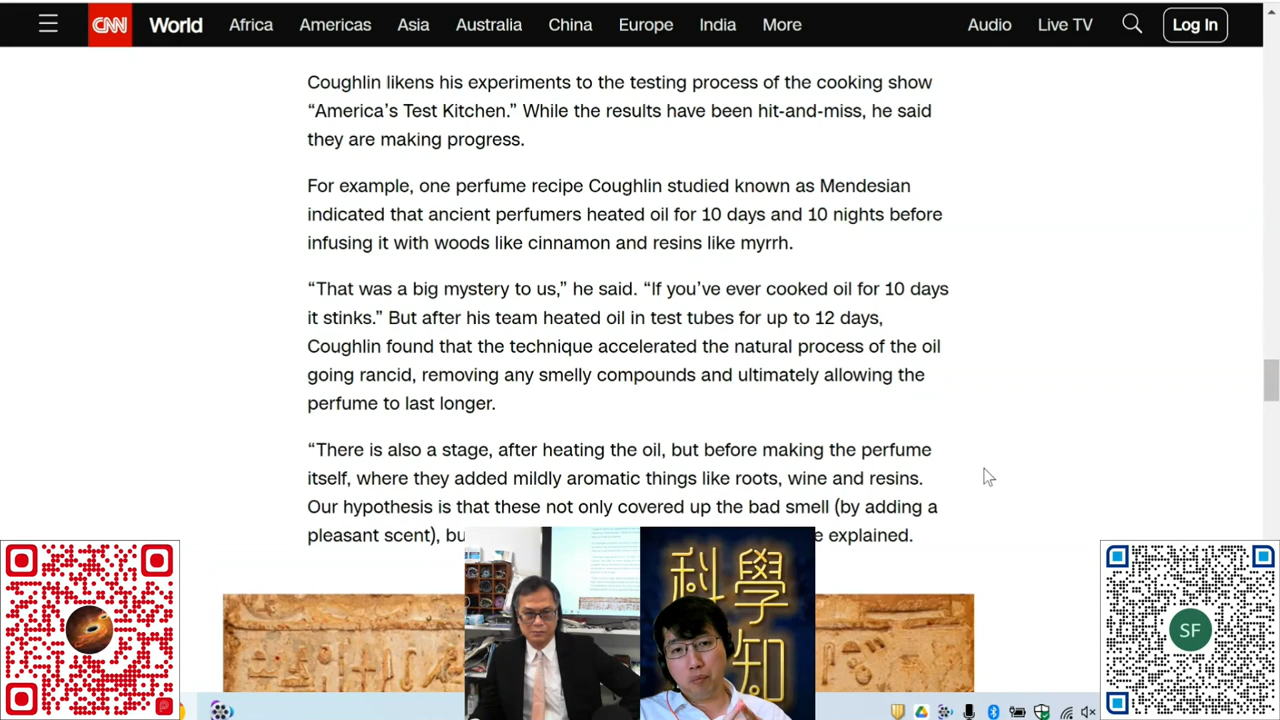 CNN World Africa Americas Asia Australia China Europe India More Audio Live TV Log In
Coughlin likens his experiments to the testing process of the cooking show
“America’s Test Kitchen.” While the results have been hit-and-miss, he said
they are making progress.
For example, one perfume recipe Coughlin studied known as Mendesian
indicated that ancient perfumers heated oil for 10 days and 10 nights before
infusing it with woods like cinnamon and resins like myrrh.
“That was a big mystery to us,” he said. “If you’ve ever cooked oil for 10 days
it stinks.” But after his team heated oil in test tubes for up to 12 days,
Coughlin found that the technique accelerated the natural process of the oil
going rancid, removing any smelly compounds and ultimately allowing the
perfume to last longer.
“There is also a stage, after heating the oil, but before making the perfume
itself, where they added mildly aromatic things like roots, wine and resins.
Our hypothesis is that these not only covered up the bad smell (by adding a
pleasant scent), bu
e explained.
科學
知
SF